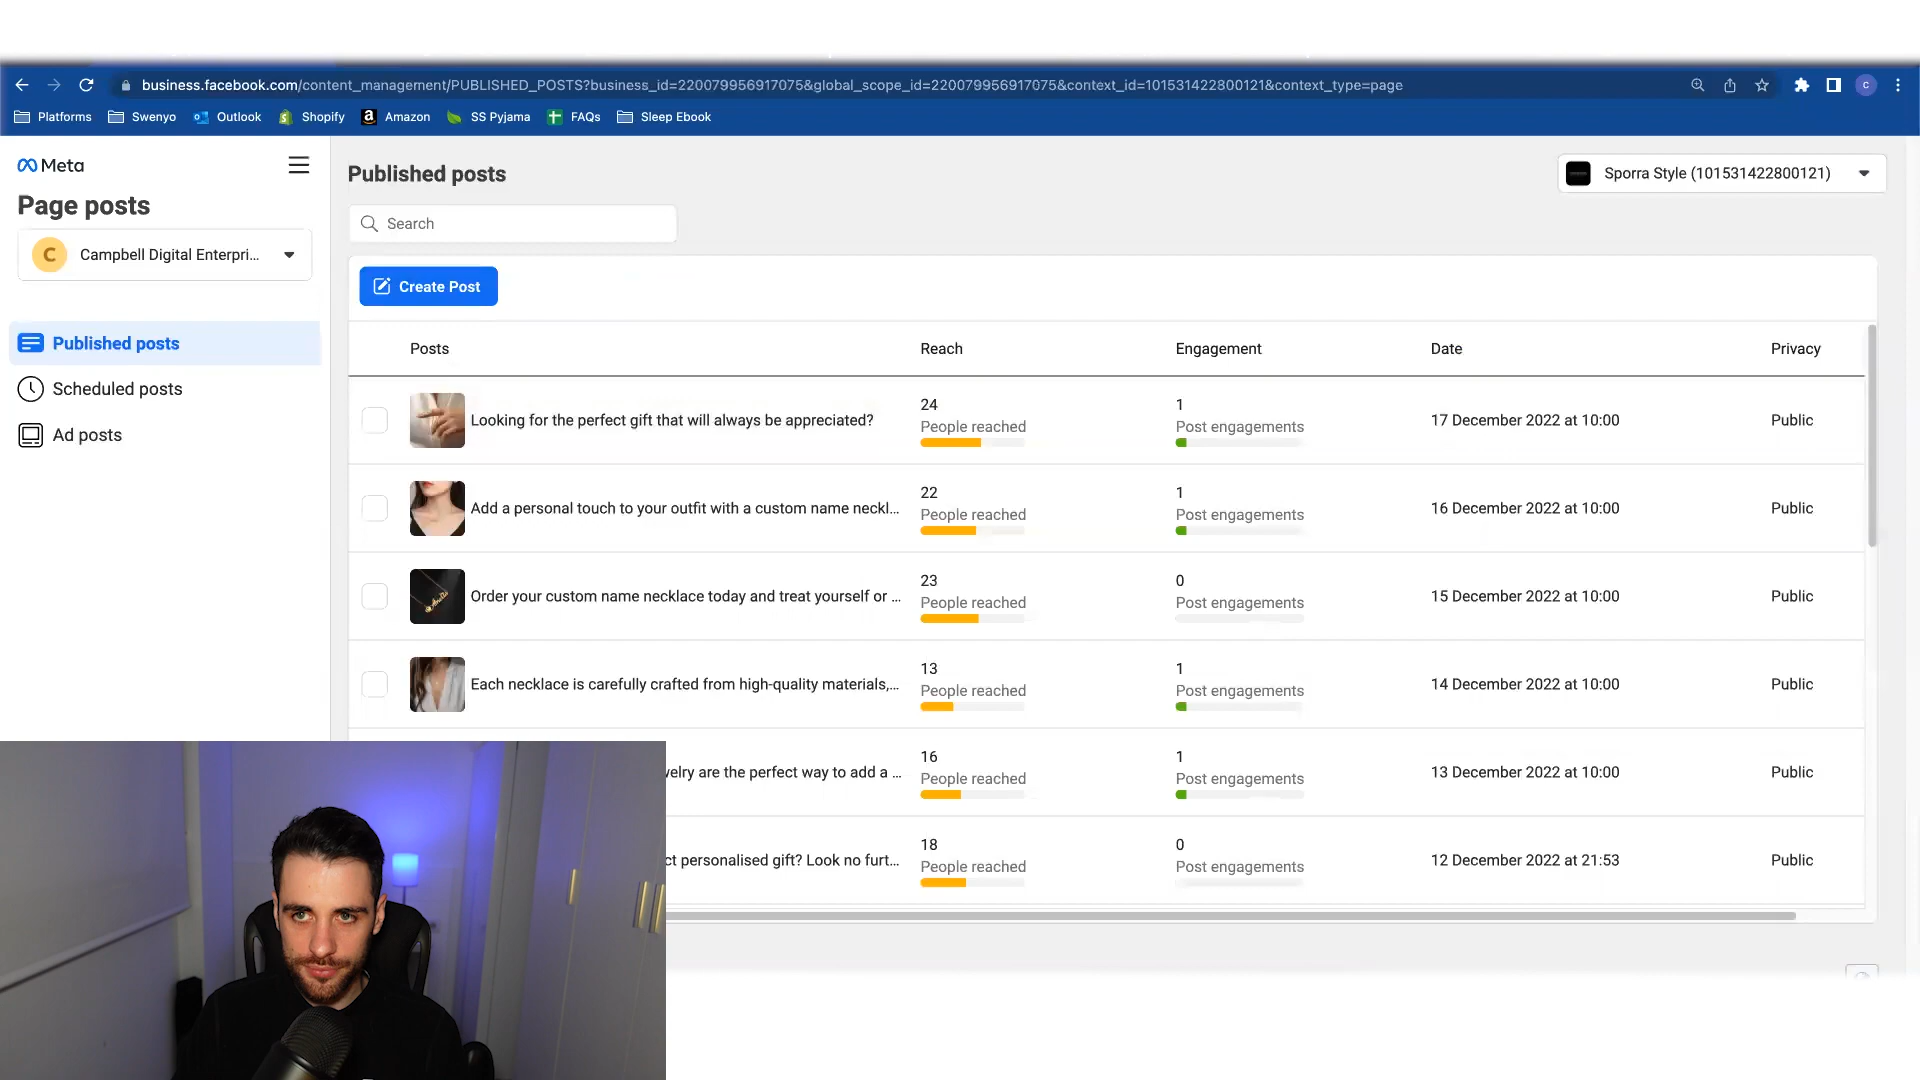 business.facebook.com/content_management/PUBLISHED_POSTS?business_id=220079956917075&global_scope_id=220079956917075&context_id=101531422800121&context_type=page
C
Platforms
Swenyo
Outlook
Shopify
Amazon
SS Pyjama
FAQs
Sleep Ebook
Meta
Page posts
C
Campbell Digital Enterpri...
Published posts
Scheduled posts
Ad posts
Published posts
Sporra Style (101531422800121)
Search
Create Post
Posts Reach Engagement Date Privacy
24 1
Looking for the perfect gift that will always be appreciated? People reached Post engagements 17 December 2022 at 10:00 Public
22 1
Add a personal touch to your outfit with a custom name neckl... People reached Post engagements 16 December 2022 at 10:00 Public
23 0
Order your custom name necklace today and treat yourself or ... People reached Post engagements 15 December 2022 at 10:00 Public
13 1
Each necklace is carefully crafted from high-quality materials,... People reached Post engagements 14 December 2022 at 10:00 Public
16 1
are the perfect way to add a ... People reached Post engagements 13 December 2022 at 10:00 Public
18 0
personalised gift? Look no furt... People reached Post engagements 12 December 2022 at 21:53 Public